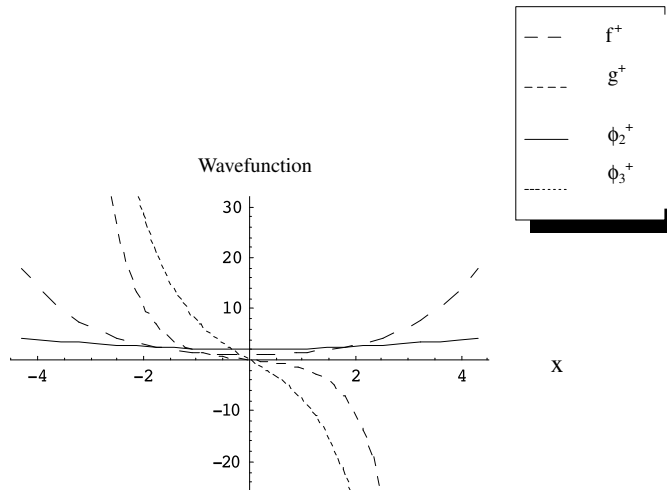 f⁺
g⁺
ϕ₂⁺
ϕ₃⁺
Wavefunction
30
20
10
-4 -2 2 4
x
-10
-20